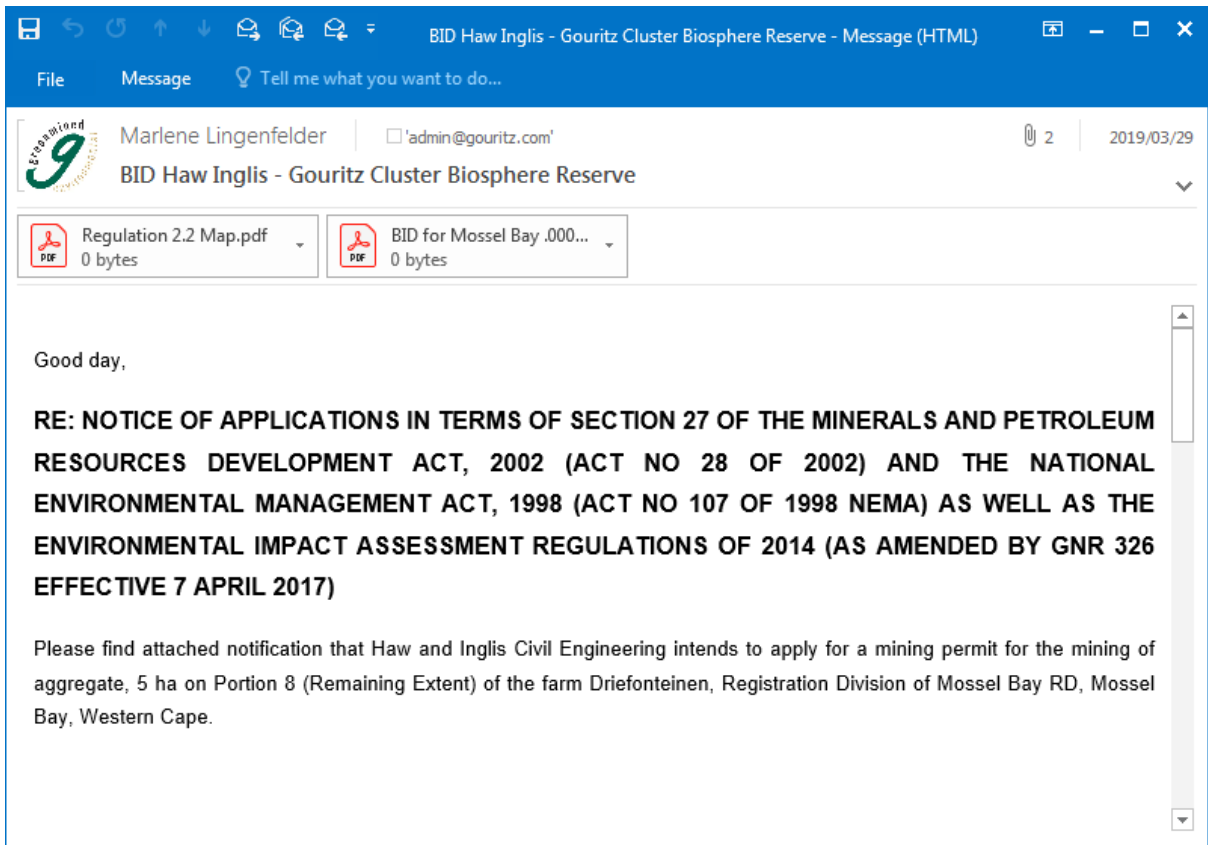 BID Haw Inglis - Gouritz Cluster Biosphere Reserve - Message (HTML)
File Message Tell me what you want to do...
Marlene Lingenfelder 'admin@gouritz.com' 2 2019/03/29
BID Haw Inglis - Gouritz Cluster Biosphere Reserve
Regulation 2.2 Map.pdf
0 bytes
BID for Mossel Bay .000...
0 bytes
PDF
PDF
Good day,
RE: NOTICE OF APPLICATIONS IN TERMS OF SECTION 27 OF THE MINERALS AND PETROLEUM
RESOURCES DEVELOPMENT ACT, 2002 (ACT NO 28 OF 2002) AND THE NATIONAL
ENVIRONMENTAL MANAGEMENT ACT, 1998 (ACT NO 107 OF 1998 NEMA) AS WELL AS THE
ENVIRONMENTAL IMPACT ASSESSMENT REGULATIONS OF 2014 (AS AMENDED BY GNR 326
EFFECTIVE 7 APRIL 2017)
Please find attached notification that Haw and Inglis Civil Engineering intends to apply for a mining permit for the mining of
aggregate, 5 ha on Portion 8 (Remaining Extent) of the farm Driefonteinen, Registration Division of Mossel Bay RD, Mossel
Bay, Western Cape.